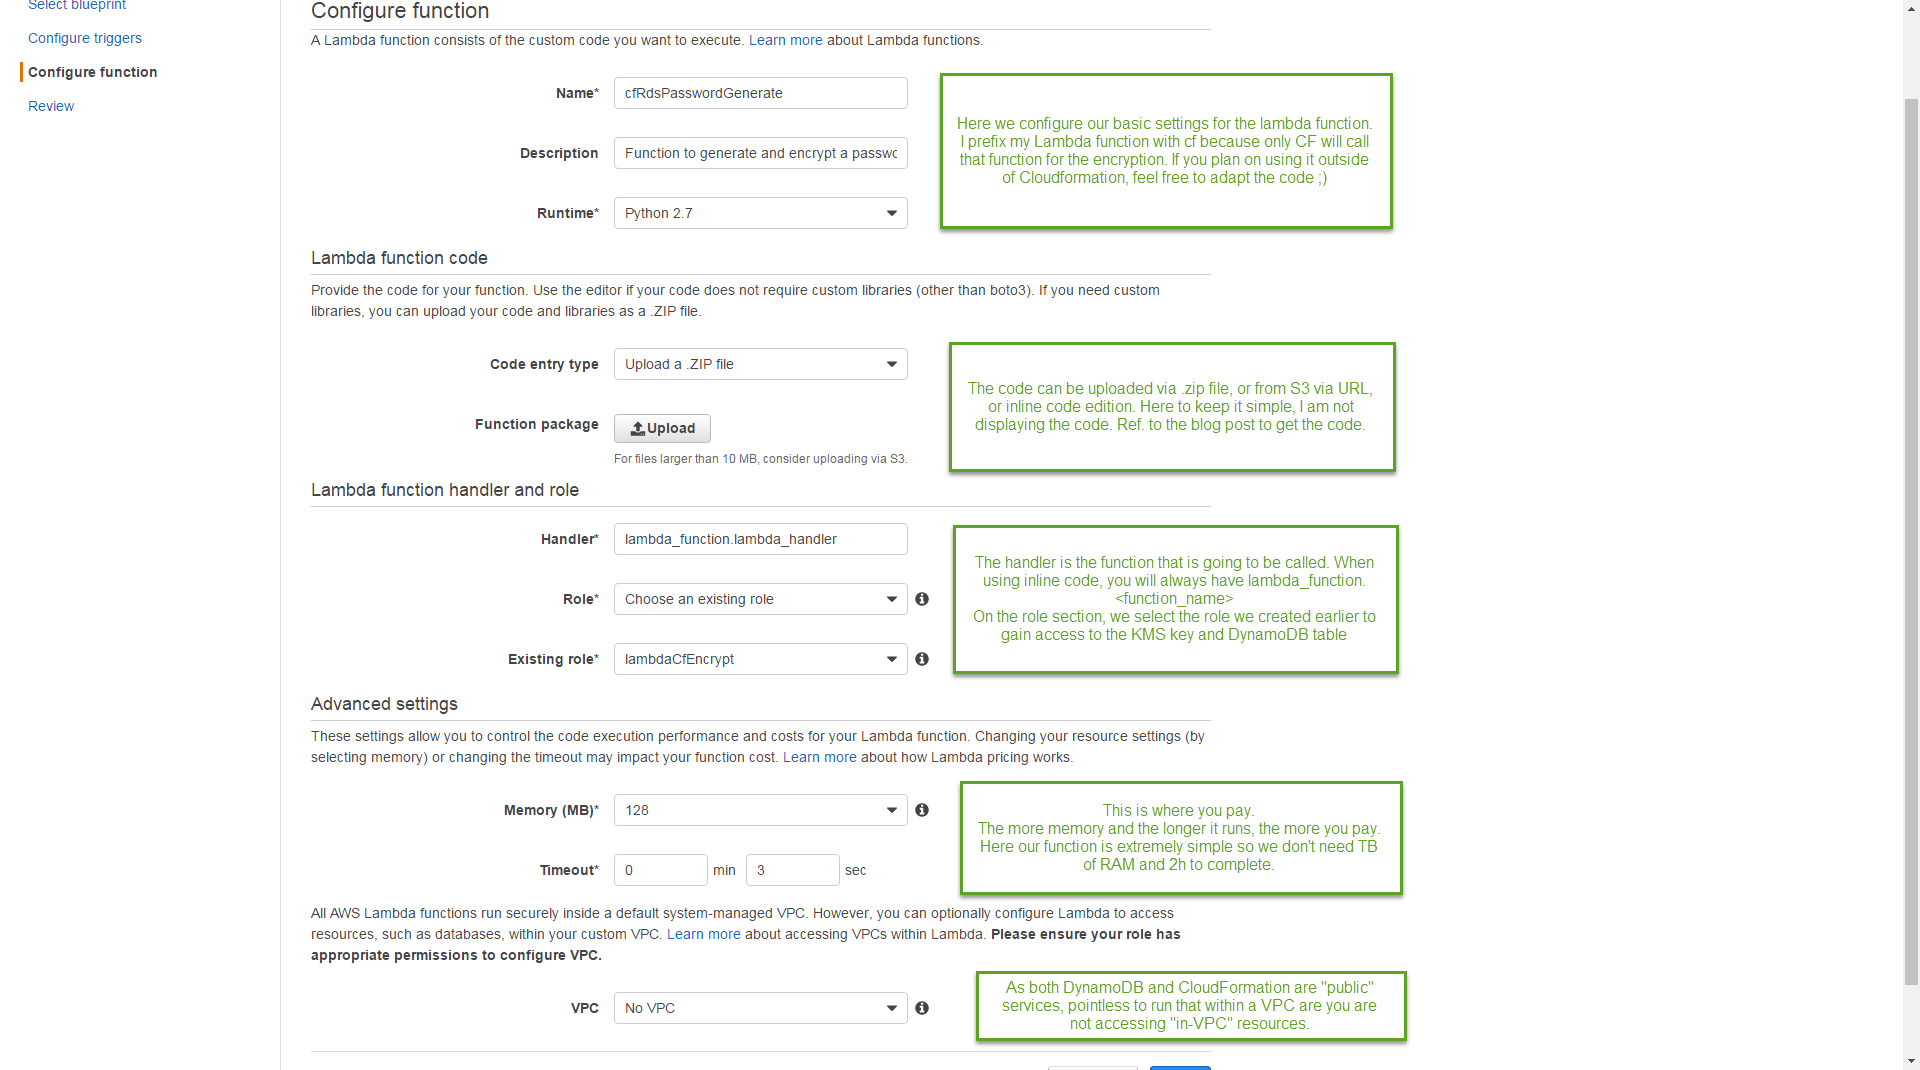 Select blueprint
Configure triggers
Configure function
Review
Configure function
A Lambda function consists of the custom code you want to execute. Learn more about Lambda functions.
Name*
cfRdsPasswordGenerate
Description
Function to generate and encrypt a passwc
Runtime*
Python 2.7
Here we configure our basic settings for the lambda function.
I prefix my Lambda function with cf because only CF will call
that function for the encryption. If you plan on using it outside
of Cloudformation, feel free to adapt the code ;)
Lambda function code
Provide the code for your function. Use the editor if your code does not require custom libraries (other than boto3). If you need custom
libraries, you can upload your code and libraries as a .ZIP file.
Code entry type
Upload a .ZIP file
Function package
Upload
For files larger than 10 MB, consider uploading via S3.
The code can be uploaded via .zip file, or from S3 via URL,
or inline code edition. Here to keep it simple, I am not
displaying the code. Ref. to the blog post to get the code.
Lambda function handler and role
Handler*
lambda_function.lambda_handler
Role*
Choose an existing role
Existing role*
lambdaCfEncrypt
The handler is the function that is going to be called. When
using inline code, you will always have lambda_function.
<function_name>
On the role section, we select the role we created earlier to
gain access to the KMS key and DynamoDB table
Advanced settings
These settings allow you to control the code execution performance and costs for your Lambda function. Changing your resource settings (by
selecting memory) or changing the timeout may impact your function cost. Learn more about how Lambda pricing works.
Memory (MB)*
128
Timeout*
0 min 3 sec
This is where you pay.
The more memory and the longer it runs, the more you pay.
Here our function is extremely simple so we don't need TB
of RAM and 2h to complete.
All AWS Lambda functions run securely inside a default system-managed VPC. However, you can optionally configure Lambda to access
resources, such as databases, within your custom VPC. Learn more about accessing VPCs within Lambda. Please ensure your role has
appropriate permissions to configure VPC.
VPC
No VPC
As both DynamoDB and CloudFormation are "public"
services, pointless to run that within a VPC are you are
not accessing "in-VPC" resources.